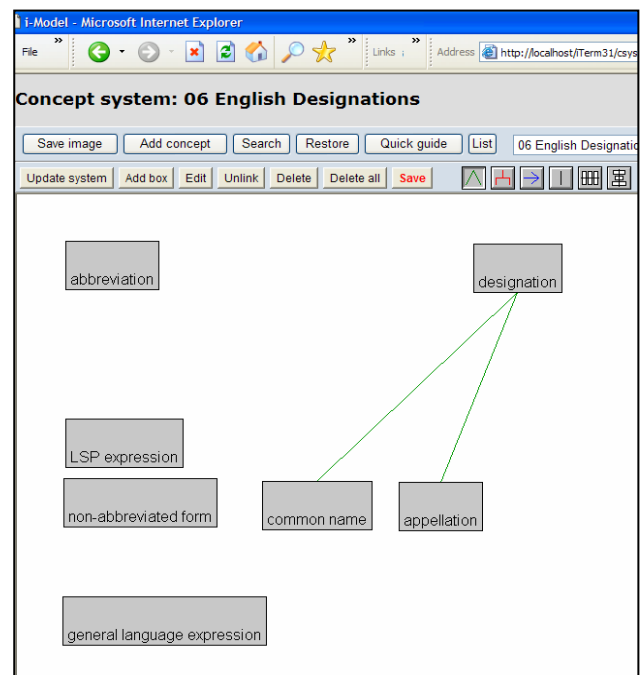 i-Model - Microsoft Internet Explorer
File » Links » Address http://localhost/iTerm31/csys
Concept system: 06 English Designations
Save image Add concept Search Restore Quick guide List 06 English Designatio
Update system Add box Edit Unlink Delete Delete all Save
abbreviation designation
LSP expression
non-abbreviated form common name appellation
general language expression